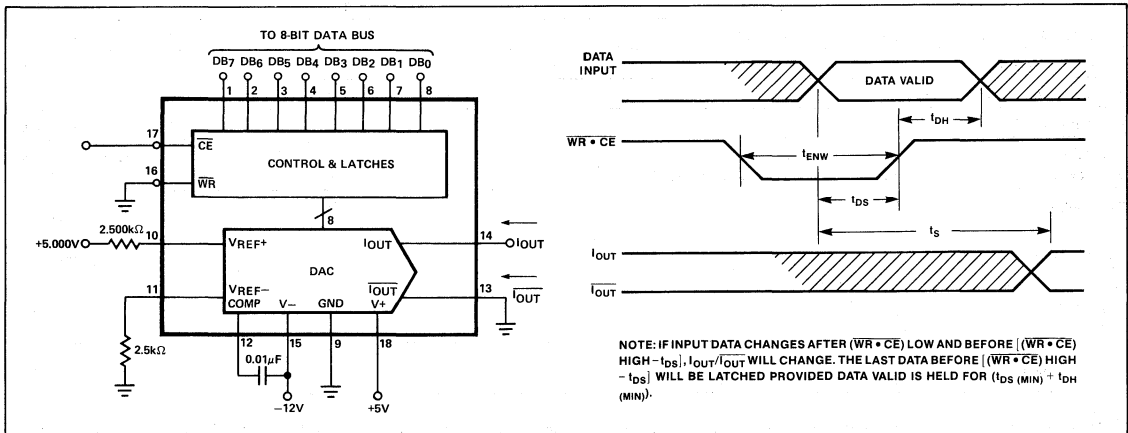 TO 8-BIT DATA BUS
DB7 DB6 DB5 DB4 DB3 DB2 DB1 DB0
1 2 3 4 5 6 7 8
17
CE
CONTROL & LATCHES
16
WR
8
2.500kΩ
+5.000V
10
VREF+
IOUT
14
IOUT
DAC
11
VREF−
IOUT
13
IOUT
COMP
V−
GND
V+
12
15
9
18
2.5kΩ
0.01μF
−12V
+5V
DATA
INPUT
DATA VALID
tDH
WR • CE
tENW
tDS
tS
IOUT
IOUT
NOTE: IF INPUT DATA CHANGES AFTER (WR • CE) LOW AND BEFORE [(WR • CE)
HIGH – tDS], IOUT/IOUT WILL CHANGE. THE LAST DATA BEFORE [(WR • CE) HIGH
– tDS] WILL BE LATCHED PROVIDED DATA VALID IS HELD FOR (tDS (MIN) + tDH
(MIN)).